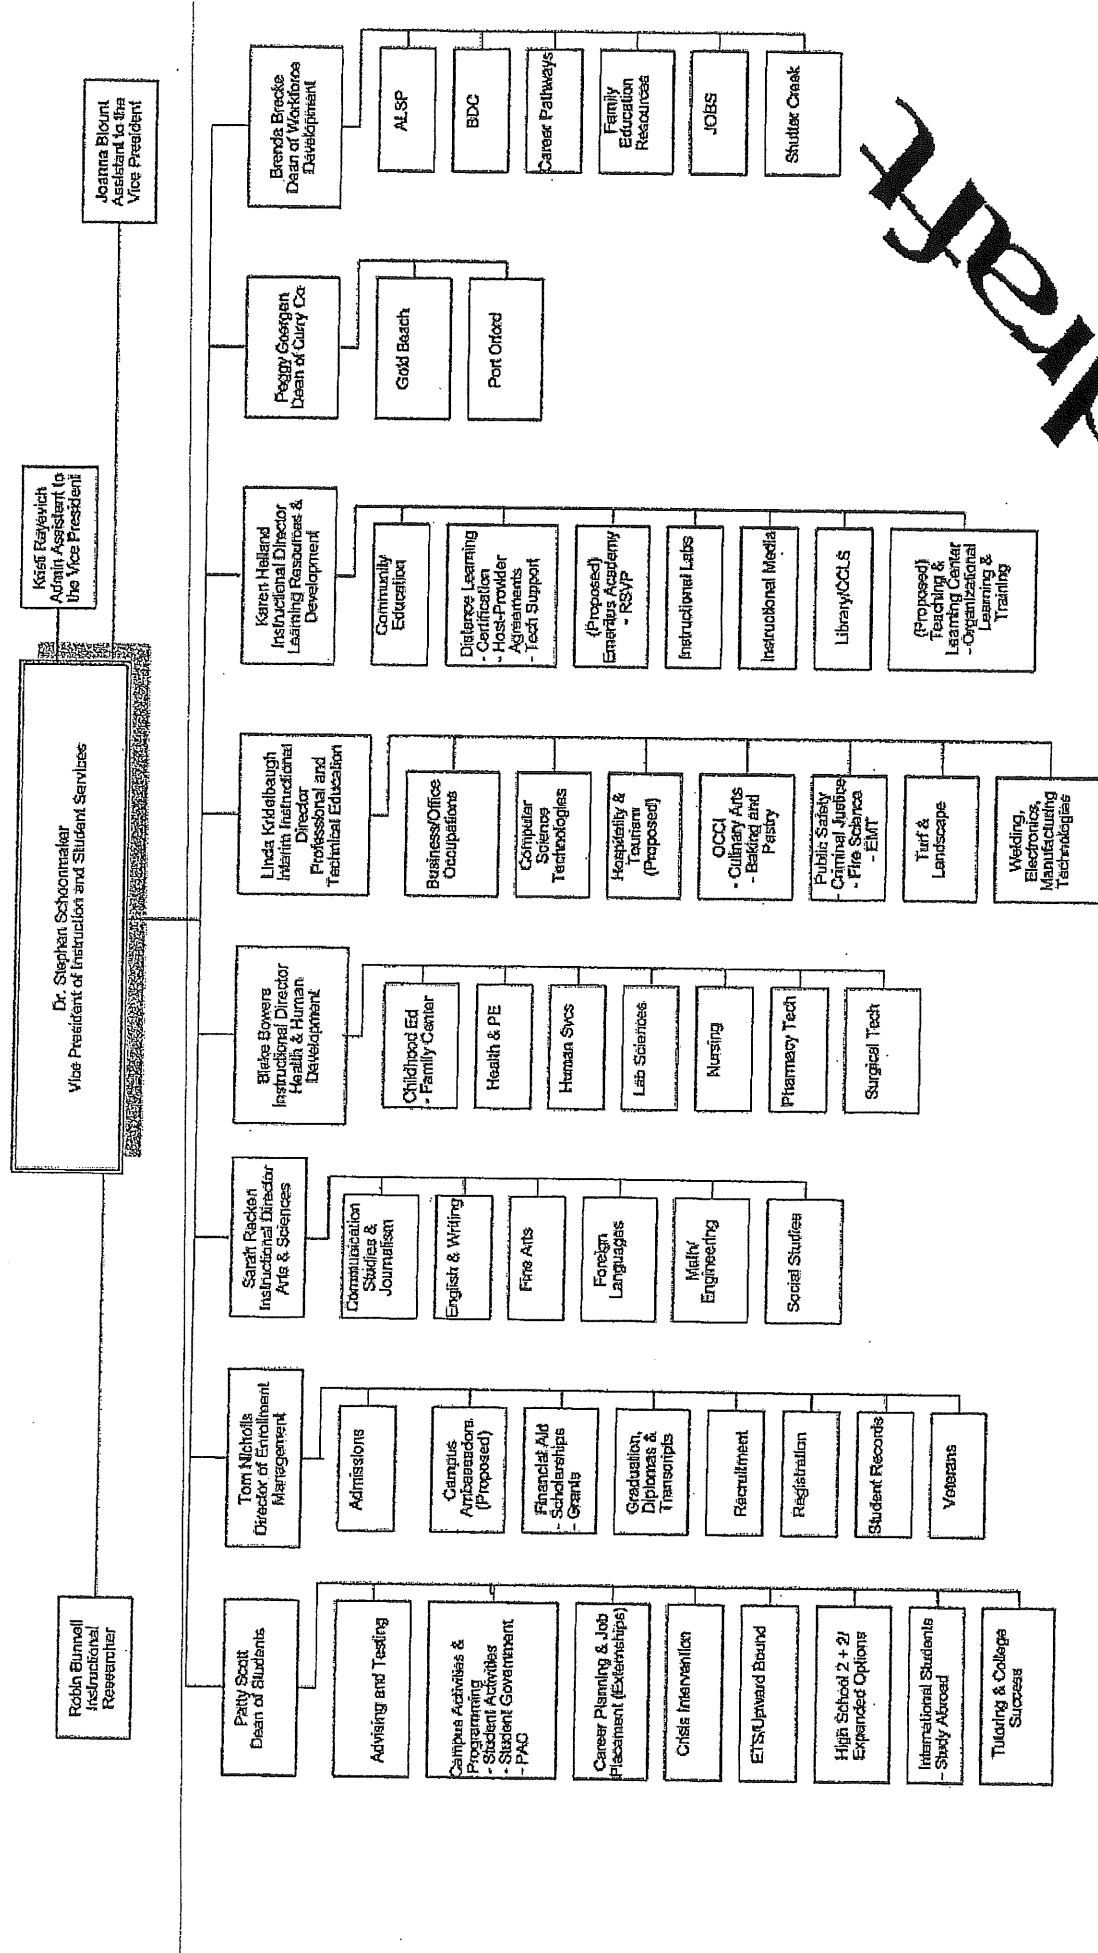 Dr. Stephen Schoonmaker
Vice President of Instruction and Student Services
Kristi
Admin Assistant to
the Vice President
Joanna Blount
Assistant to the
Vice President
Robin Bunnell
Instructional
Researcher
Patty Scott
Dean of Students
Advising and Testing
Campus Activities &
Programming
- Student Activities
- Student Government
- PAC
Career Planning & Job
Placement (Externships)
Crisis Intervention
ETS/Upward Bound
High School 2 + 2/
Expanded Options
International Students
- Study Abroad
Tutoring & College
Success
Tom Nicholls
Director of Enrollment
Management
Admissions
Campus
Ambassadors
(Proposed)
Financial Aid
- Scholarships
- Grants
Graduation,
Diplomas &
Transcripts
Recruitment
Registration
Student Records
Veterans
Sarah Recken
Instructional Director
Arts & Sciences
Communication
Studies &
Journalism
English & Writing
Fine Arts
Foreign
Languages
Math/
Engineering
Social Studies
Blake Bowers
Instructional Director
Health & Human
Development
Childhood Ed
- Family Center
Health & PE
Human Svcs
Lab Sciences
Nursing
Pharmacy Tech
Surgical Tech
Linda Kridelbaugh
Interim Instructional
Director
Professional and
Technical Education
Business/Office
Occupations
Computer
Science
Technologies
Hospitality &
Tourism
(Proposed)
OCCI
- Culinary Arts
- Baking and
Pastry
Public Safety
Criminal Justice
- Fire Science
- EMT
Turf &
Landscape
Welding,
Electronics,
Manufacturing
Technologies
Karen Helland
Instructional Director
Learning Resources &
Development
Community
Education
Distance Learning
- Certification
- Host-Provider
Agreements
- Tech Support
(Proposed)
Emeritus Academy
- RSVP
Instructional Labs
Instructional Media
Library/CCLS
(Proposed)
Teaching &
Learning Center
- Organizational
Learning &
Training
Peggy Goergen
Dean of Curry Co
Gold Beach
Port Orford
Brenda Brecke
Dean of Workforce
Development
ALSP
BDC
Career Pathways
Family
Education
Resources
JOBS
Shutter Creek